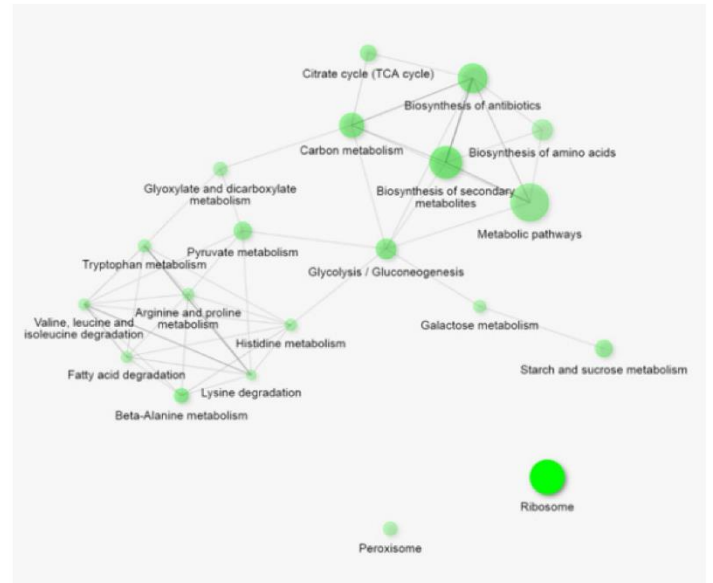 Citrate cycle (TCA cycle)
Biosynthesis of antibiotics
Carbon metabolism
Biosynthesis of amino acids
Glyoxylate and dicarboxylate
metabolism
Biosynthesis of secondary
metabolites
Metabolic pathways
Pyruvate metabolism
Tryptophan metabolism
Glycolysis / Gluconeogenesis
Arginine and proline
metabolism
Valine, leucine and
isoleucine degradation
Galactose metabolism
Histidine metabolism
Starch and sucrose metabolism
Fatty acid degradation
Lysine degradation
Beta-Alanine metabolism
Ribosome
Peroxisome